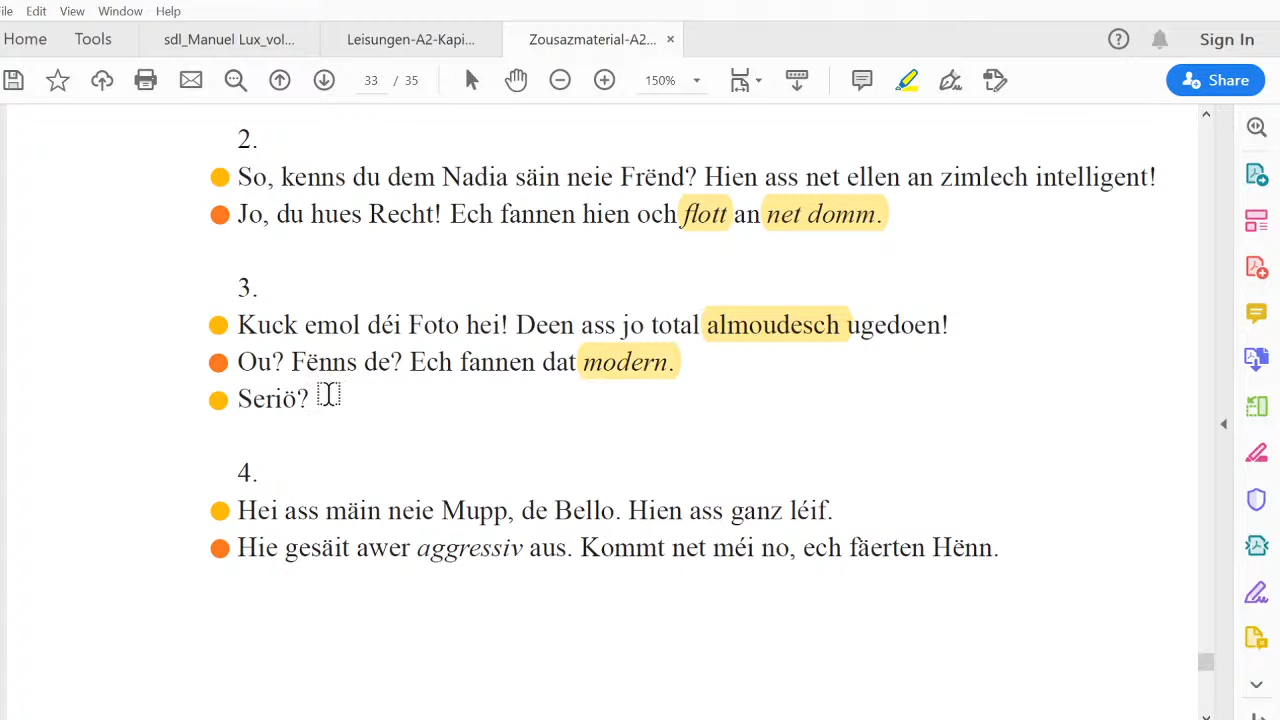 ile Edit View Window Help
Home Tools sdl_Manuel Lux_vol... Leisungen-A2-Kapi... Zousazmaterial-A2... × Sign In
33 / 35 150% Share
2.
So, kenns du dem Nadia säin neie Frënd? Hien ass net ellen an zimlech intelligent!
Jo, du hues Recht! Ech fannen hien och flott an net domm.
3.
Kuck emol déi Foto hei! Deen ass jo total almoudesch ugedoen!
Ou? Fënns de? Ech fannen dat modern.
Seriö?
4.
Hei ass mäin neie Mupp, de Bello. Hien ass ganz léif.
Hie gesäit awer aggressiv aus. Kommt net méi no, ech fäerten Hënn.